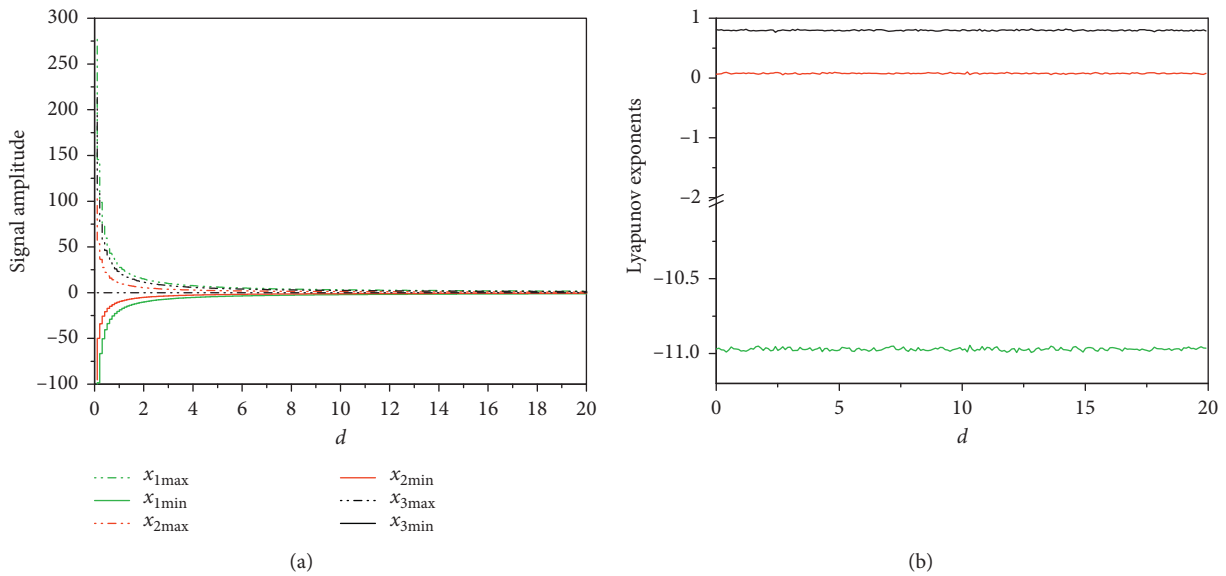 300
250
200
150
100
50
0
−50
−100
Signal amplitude
0 2 4 6 8 10 12 14 16 18 20
d
x1max
x1min
x2max
x2min
x3max
x3min
(a)
1
0
−1
−2
−10.5
−11.0
Lyapunov exponents
0 5 10 15 20
d
(b)